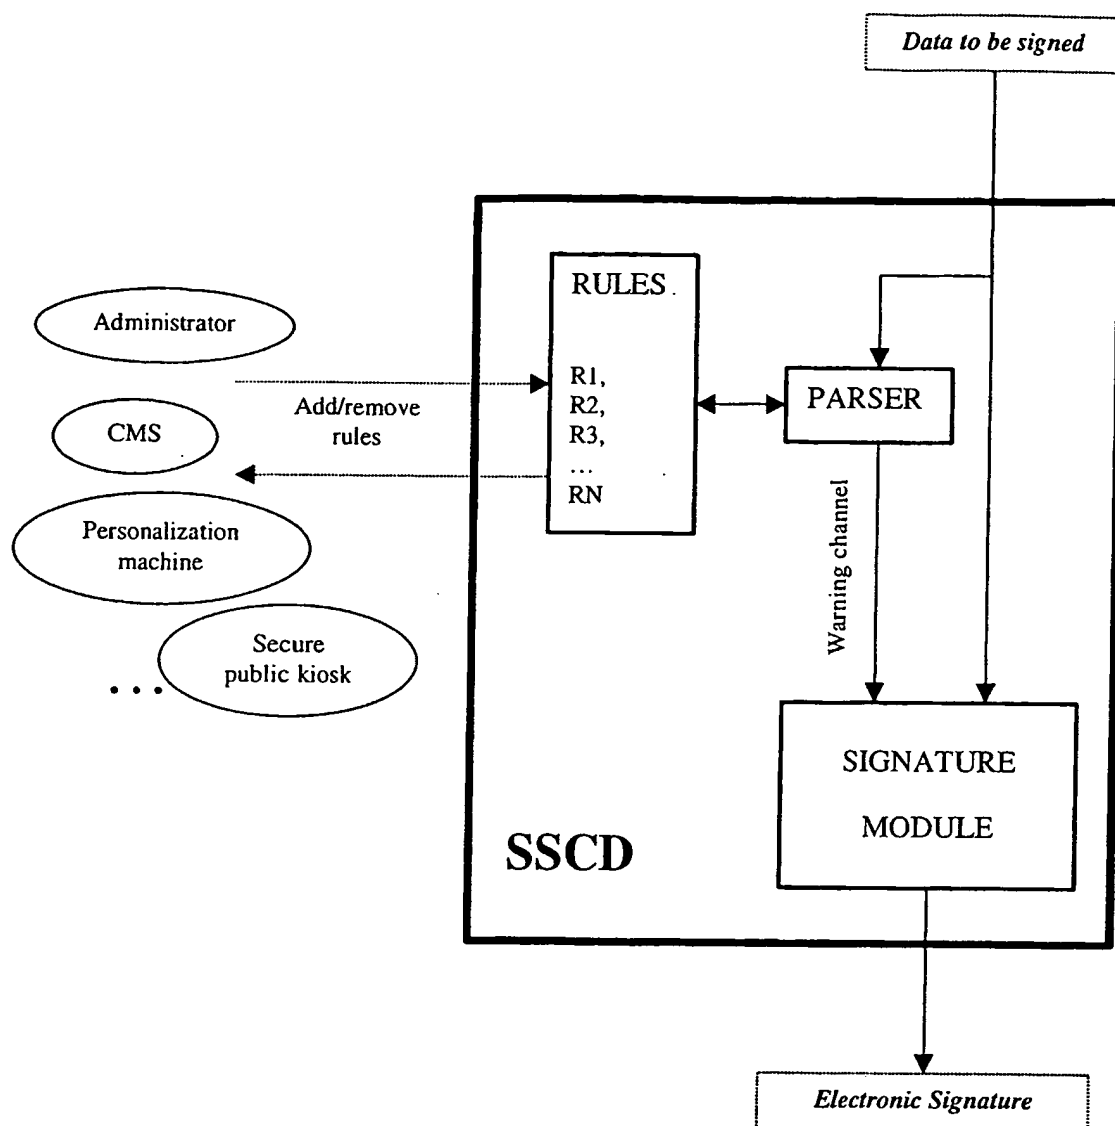 Data to be signed
RULES
Administrator
R1,
R2,
R3,
...
RN
PARSER
Add/remove
rules
CMS
Personalization
machine
Warning channel
Secure
public kiosk
...
SIGNATURE
MODULE
SSCD
Electronic Signature